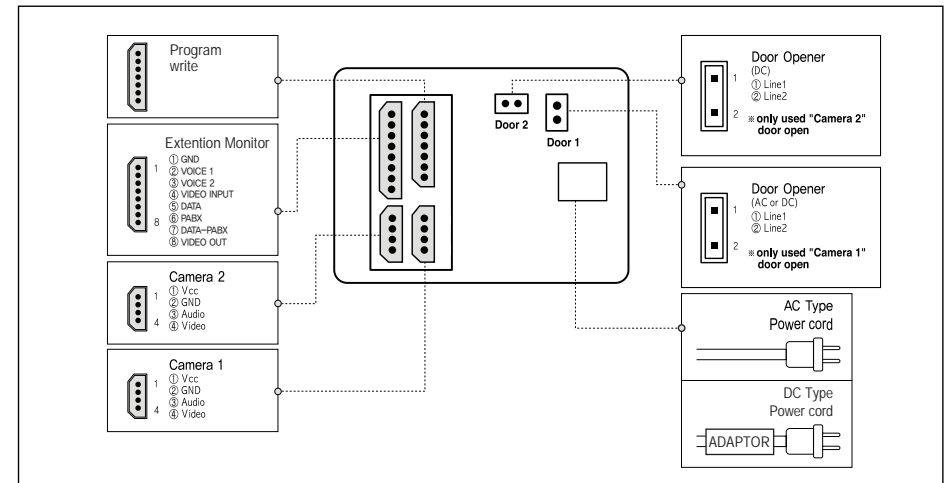 Program
write
Extention Monitor
1
8
① GND
② VOICE 1
③ VOICE 2
④ VIDEO INPUT
⑤ DATA
⑥ PABX
⑦ DATA-PABX
⑧ VIDEO OUT
Camera 2
1
4
① Vcc
② GND
③ Audio
④ Video
Camera 1
1
4
① Vcc
② GND
③ Audio
④ Video
Door 2
Door 1
Door Opener
(DC)
1
① Line1
② Line2
2
※ only used "Camera 2"
door open
Door Opener
(AC or DC)
1
① Line1
② Line2
2
※ only used "Camera 1"
door open
AC Type
Power cord
DC Type
Power cord
ADAPTOR